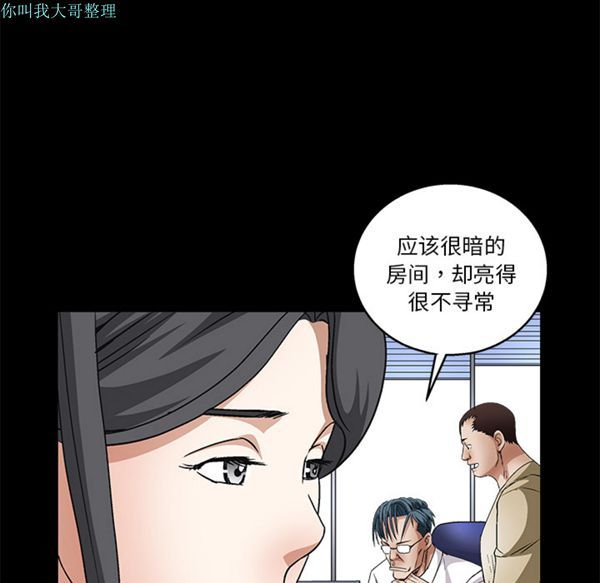 你叫我大哥整理
应该很暗的
房间，却亮得
很不寻常